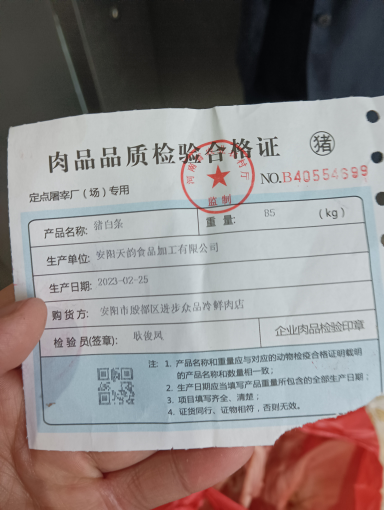 肉品品质检验合格证 猪
定点屠宰厂(场)专用
监制
NO.B40554699
产品名称: 猪白条 重量: 85 (kg)
生产单位: 安阳天韵食品加工有限公司
生产日期: 2023-02-25
购货方: 安阳市殷都区进步众品冷鲜肉店
检验员(签章): 耿俊凤 企业肉品检验印章
注: 1. 产品名称和重量应与对应的动物检疫合格证明载明
的产品名称和数量相一致;
2. 生产日期应当填写产品重量所包含的全部生产日期;
3. 项目填写齐全、清楚;
4. 证货同行、证物相符,否则无效。